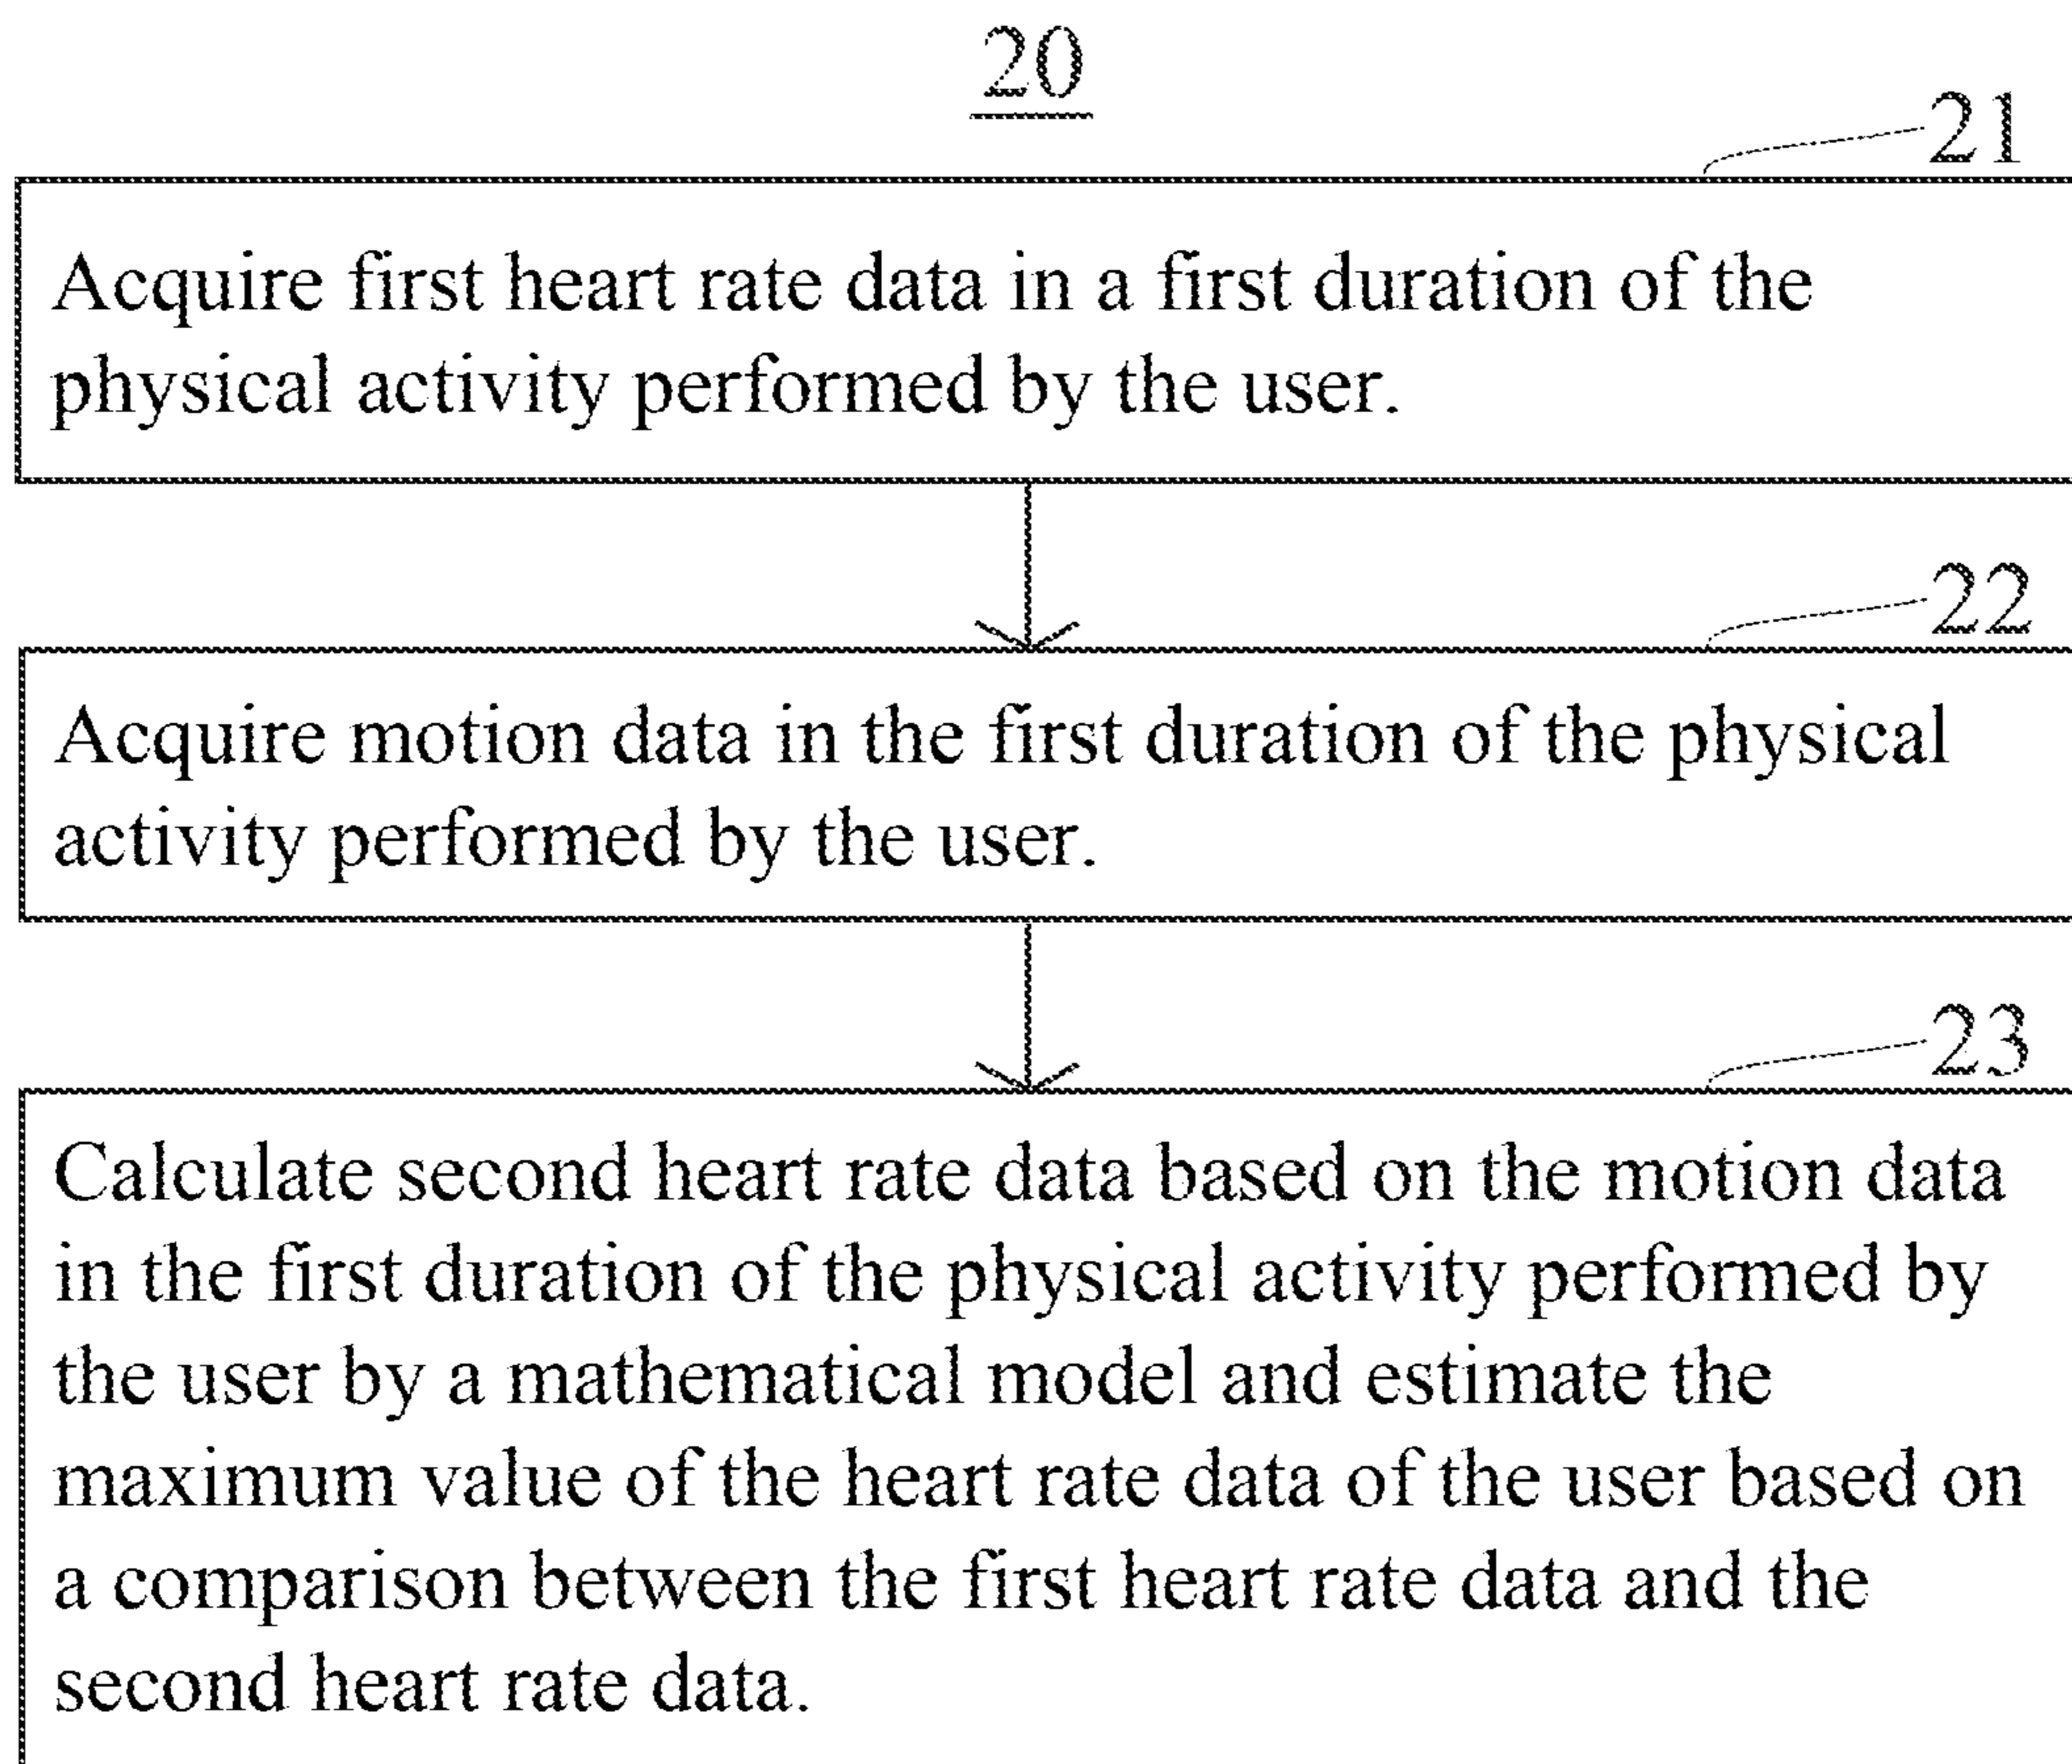 20
21
Acquire first heart rate data in a first duration of the
physical activity performed by the user.
22
Acquire motion data in the first duration of the physical
activity performed by the user.
23
Calculate second heart rate data based on the motion data
in the first duration of the physical activity performed by
the user by a mathematical model and estimate the
maximum value of the heart rate data of the user based on
a comparison between the first heart rate data and the
second heart rate data.